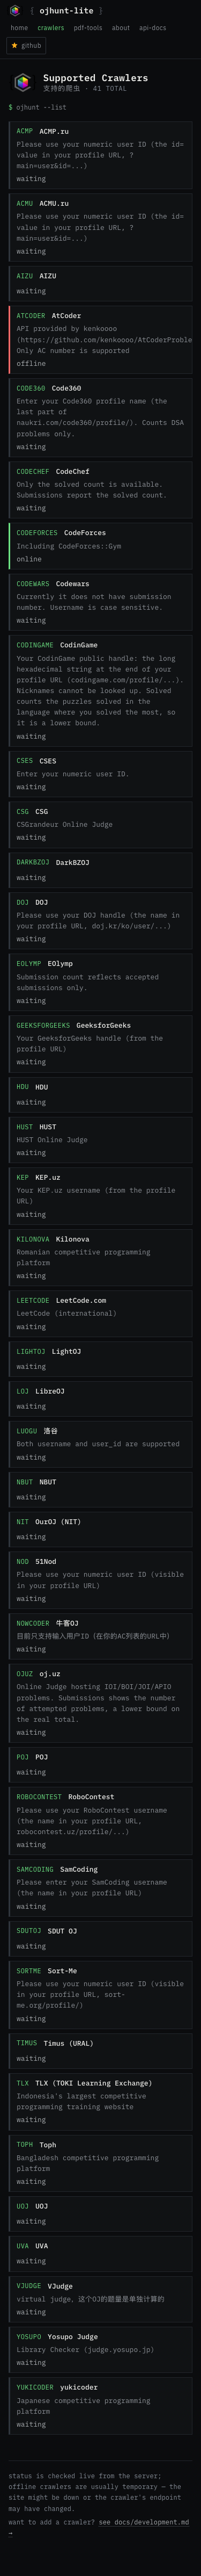 { ojhunt-lite }
home crawlers pdf-tools about api-docs
★ github
Supported Crawlers
支持的爬虫 · 41 TOTAL
$ ojhunt --list
ACMP ACMP.ru
Please use your numeric user ID (the id=
value in your profile URL, ?
main=user&id=...)
waiting
ACMU ACMU.ru
Please use your numeric user ID (the id=
value in your profile URL, ?
main=user&id=...)
waiting
AIZU AIZU
waiting
ATCODER AtCoder
API provided by kenkoooo
(https://github.com/kenkoooo/AtCoderProble
Only AC number is supported
offline
CODE360 Code360
Enter your Code360 profile name (the
last part of
naukri.com/code360/profile/). Counts DSA
problems only.
waiting
CODECHEF CodeChef
Only the solved count is available.
Submissions report the solved count.
waiting
CODEFORCES CodeForces
Including CodeForces::Gym
online
CODEWARS Codewars
Currently it does not have submission
number. Username is case sensitive.
waiting
CODINGAME CodinGame
Your CodinGame public handle: the long
hexadecimal string at the end of your
profile URL (codingame.com/profile/...).
Nicknames cannot be looked up. Solved
counts the puzzles solved in the
language where you solved the most, so
it is a lower bound.
waiting
CSES CSES
Enter your numeric user ID.
waiting
CSG CSG
CSGrandeur Online Judge
waiting
DARKBZOJ DarkBZOJ
waiting
DOJ DOJ
Please use your DOJ handle (the name in
your profile URL, doj.kr/ko/user/...)
waiting
EOLYMP EOlymp
Submission count reflects accepted
submissions only.
waiting
GEEKSFORGEEKS GeeksforGeeks
Your GeeksforGeeks handle (from the
profile URL)
waiting
HDU HDU
waiting
HUST HUST
HUST Online Judge
waiting
KEP KEP.uz
Your KEP.uz username (from the profile
URL)
waiting
KILONOVA Kilonova
Romanian competitive programming
platform
waiting
LEETCODE LeetCode.com
LeetCode (international)
waiting
LIGHTOJ LightOJ
waiting
LOJ LibreOJ
waiting
LUOGU 洛谷
Both username and user_id are supported
waiting
NBUT NBUT
waiting
NIT OurOJ (NIT)
waiting
NOD 51Nod
Please use your numeric user ID (visible
in your profile URL)
waiting
NOWCODER 牛客OJ
目前只支持输入用户ID（在你的AC列表的URL中）
waiting
OJUZ oj.uz
Online Judge hosting IOI/BOI/JOI/APIO
problems. Submissions shows the number
of attempted problems, a lower bound on
the real total.
waiting
POJ POJ
waiting
ROBOCONTEST RoboContest
Please use your RoboContest username
(the name in your profile URL,
robocontest.uz/profile/...)
waiting
SAMCODING SamCoding
Please enter your SamCoding username
(the name in your profile URL)
waiting
SDUTOJ SDUT OJ
waiting
SORTME Sort-Me
Please use your numeric user ID (visible
in your profile URL, sort-
me.org/profile/)
waiting
TIMUS Timus (URAL)
waiting
TLX TLX (TOKI Learning Exchange)
Indonesia's largest competitive
programming training website
waiting
TOPH Toph
Bangladesh competitive programming
platform
waiting
UOJ UOJ
waiting
UVA UVA
waiting
VJUDGE VJudge
virtual judge, 这个OJ的题量是单独计算的
waiting
YOSUPO Yosupo Judge
Library Checker (judge.yosupo.jp)
waiting
YUKICODER yukicoder
Japanese competitive programming
platform
waiting
status is checked live from the server;
offline crawlers are usually temporary — the
site might be down or the crawler's endpoint
may have changed.
want to add a crawler? see docs/development.md
→